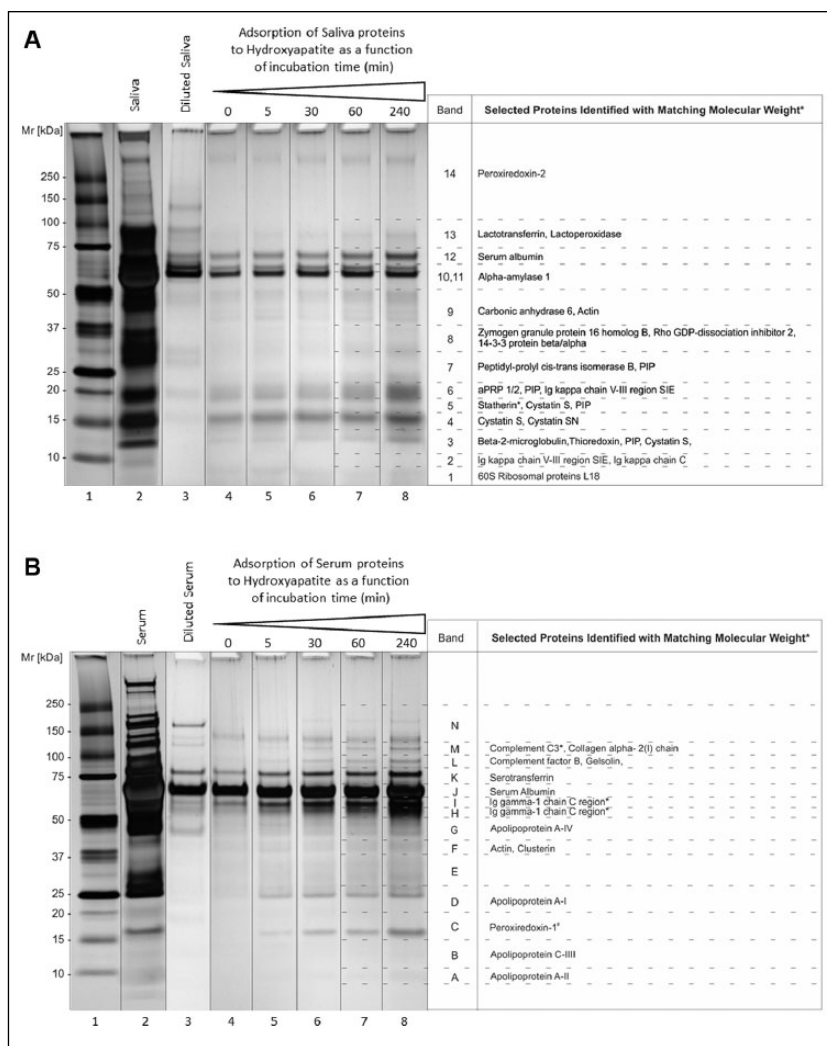 A
Adsorption of Saliva proteins
to Hydroxyapatite as a function
of incubation time (min)
Saliva
Diluted Saliva
0 5 30 60 240
Mr [kDa]
250
150
100
75
50
37
25
20
15
10
1 2 3 4 5 6 7 8
Band Selected Proteins Identified with Matching Molecular Weight*
14 Peroxiredoxin-2
13 Lactotransferrin, Lactoperoxidase
12 Serum albumin
10,11 Alpha-amylase 1
9 Carbonic anhydrase 6, Actin
8 Zymogen granule protein 16 homolog B, Rho GDP-dissociation inhibitor 2,
14-3-3 protein beta/alpha
7 Peptidyl-prolyl cis-trans isomerase B, PIP
6 aPRP 1/2, PIP, Ig kappa chain V-III region SIE
5 Statherin*, Cystatin S, PIP
4 Cystatin S, Cystatin SN
3 Beta-2-microglobulin,Thioredoxin, PIP, Cystatin S,
2 Ig kappa chain V-III region SIE, Ig kappa chain C
1 60S Ribosomal proteins L18
B
Adsorption of Serum proteins
to Hydroxyapatite as a function
of incubation time (min)
Serum
Diluted Serum
0 5 30 60 240
Mr [kDa]
250
150
100
75
50
37
25
20
15
10
1 2 3 4 5 6 7 8
Band Selected Proteins Identified with Matching Molecular Weight*
N
M Complement C3*, Collagen alpha- 2(I) chain
L Complement factor B, Gelsolin,
K Serotransferrin
J Serum Albumin
I Ig gamma-1 chain C region*
H Ig gamma-1 chain C region*
G Apolipoprotein A-IV
F Actin, Clusterin
E
D Apolipoprotein A-I
C Peroxiredoxin-1#
B Apolipoprotein C-IIII
A Apolipoprotein A-II